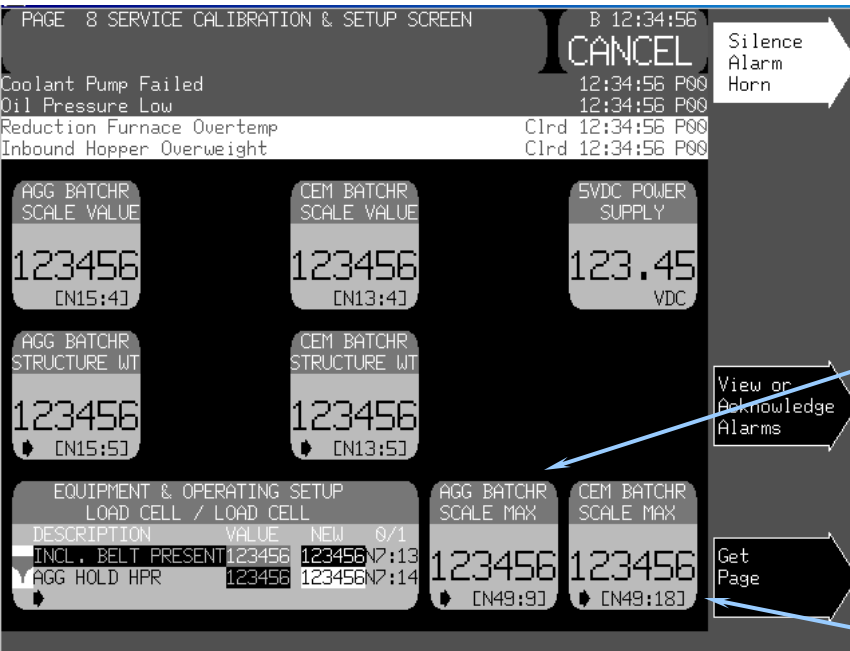 PAGE 8 SERVICE CALIBRATION & SETUP SCREEN
B 12:34:56
CANCEL
Silence
Alarm
Horn
Coolant Pump Failed 12:34:56 P00
Oil Pressure Low 12:34:56 P00
Reduction Furnace Overtemp Clrd 12:34:56 P00
Inbound Hopper Overweight Clrd 12:34:56 P00
AGG BATCHR
SCALE VALUE
123456
[N15:4]
CEM BATCHR
SCALE VALUE
123456
[N13:4]
5VDC POWER
SUPPLY
123.45
VDC
AGG BATCHR
STRUCTURE WT
123456
[N15:5]
CEM BATCHR
STRUCTURE WT
123456
[N13:5]
View or
Acknowledge
Alarms
EQUIPMENT & OPERATING SETUP
LOAD CELL / LOAD CELL
DESCRIPTION VALUE NEW 0/1
INCL. BELT PRESENT 123456 123456 N7:13
AGG HOLD HPR 123456 123456 N7:14
AGG BATCHR
SCALE MAX
123456
[N49:9]
CEM BATCHR
SCALE MAX
123456
[N49:18]
Get
Page